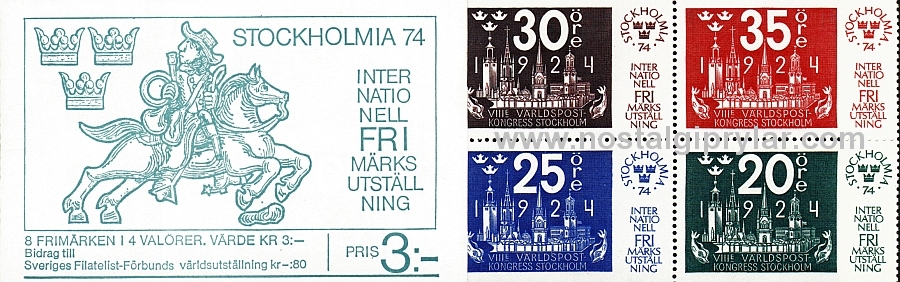 STOCKHOLMIA 74
INTER
NATIO
NELL
FRI
MÄRKS
UTSTÄLL
NING
8 FRIMÄRKEN I 4 VALÖRER. VÄRDE KR 3:–
Bidrag till
Sveriges Filatelist-Förbunds världsutställning kr–:80
PRIS 3:–
30 öre
1924
VIII:E VÄRLDSPOST-
KONGRESS STOCKHOLM
STOCKHOLMIA
74
INTER
NATIO
NELL
FRI
MÄRKS
UTSTÄLL
NING
35 öre
1924
VIII:E VÄRLDSPOST-
KONGRESS STOCKHOLM
STOCKHOLMIA
74
INTER
NATIO
NELL
FRI
MÄRKS
UTSTÄLL
NING
www.nostalgiprylar.com
25 öre
1924
VIII:E VÄRLDSPOST-
KONGRESS STOCKHOLM
STOCKHOLMIA
74
INTER
NATIO
NELL
FRI
MÄRKS
UTSTÄLL
NING
20 öre
1924
VIII:E VÄRLDSPOST-
KONGRESS STOCKHOLM
STOCKHOLMIA
74
INTER
NATIO
NELL
FRI
MÄRKS
UTSTÄLL
NING